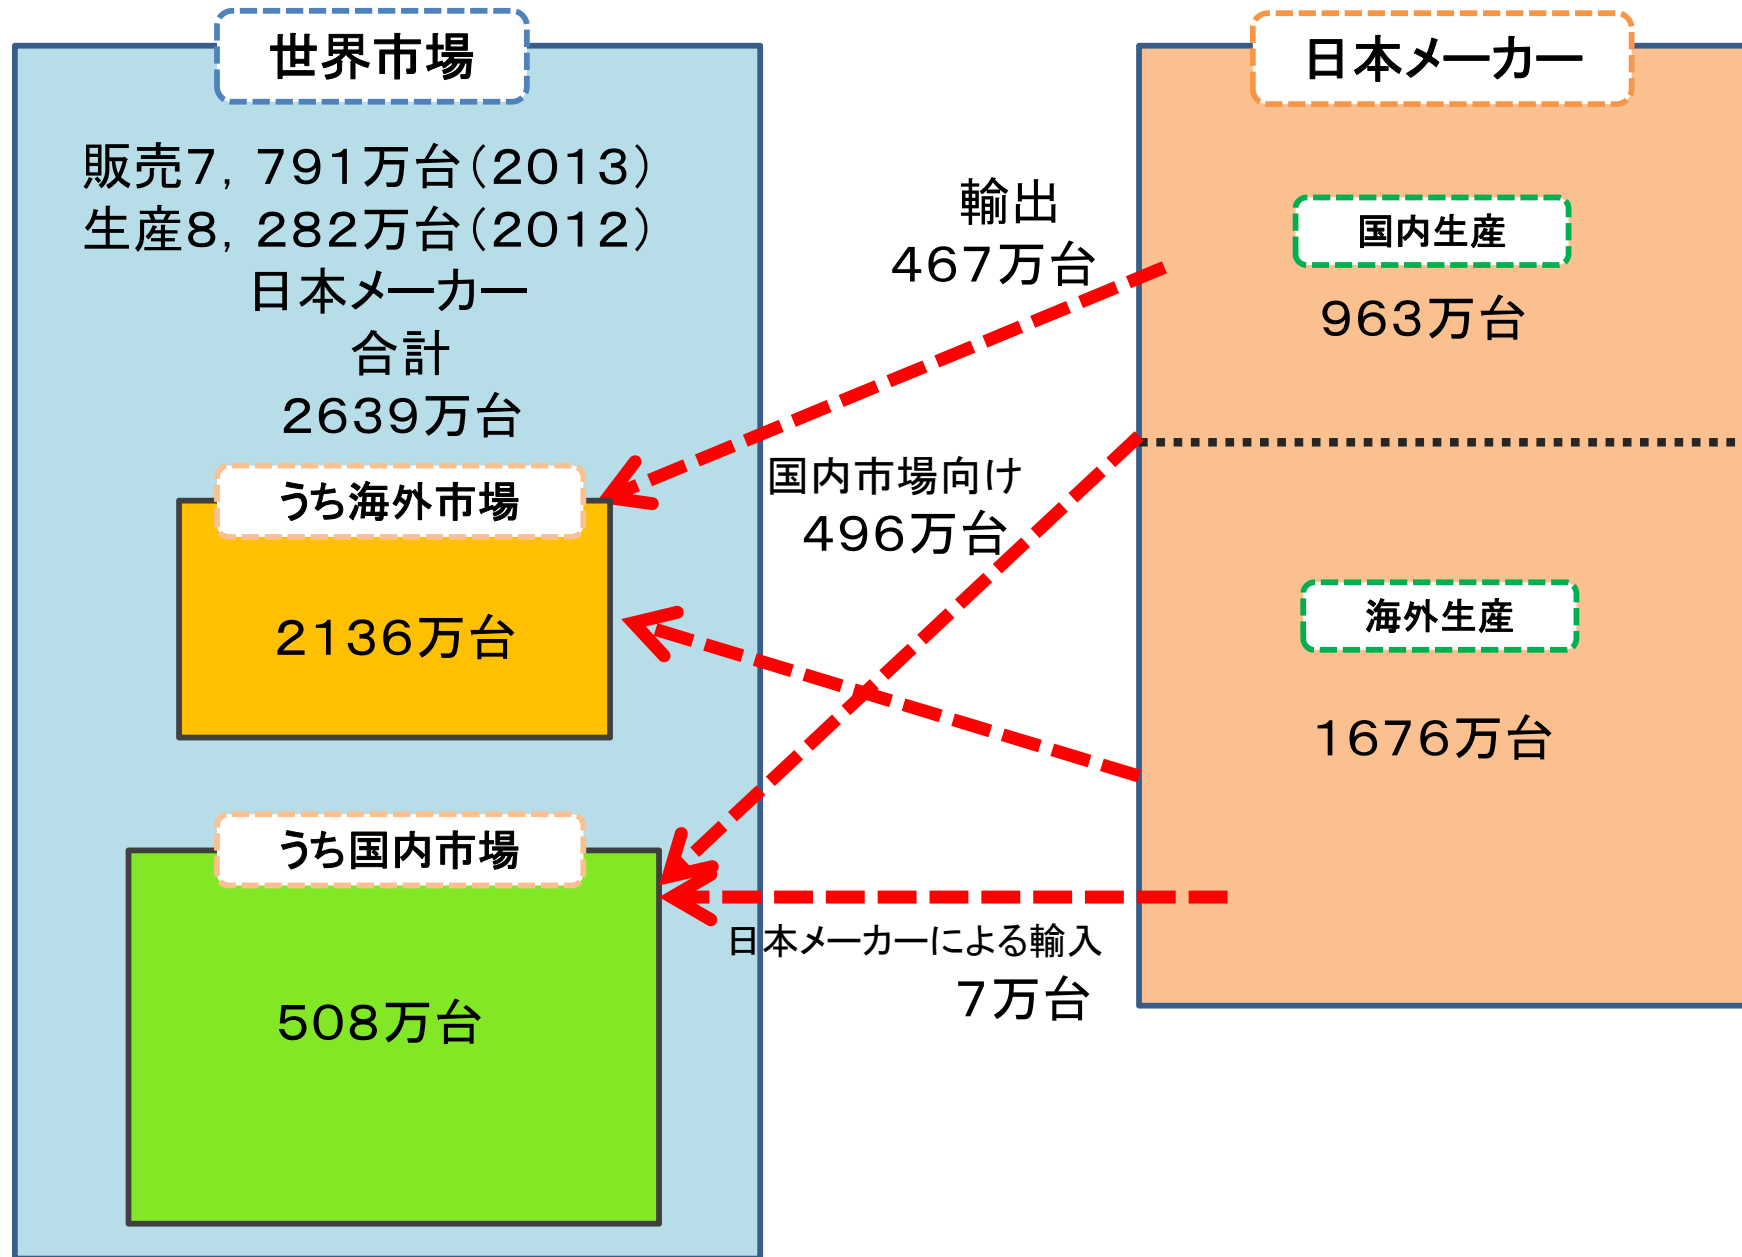 世界市場
販売７，７９１万台（２０１３）
生産８，２８２万台（２０１２）
日本メーカー
合計
２６３９万台
うち海外市場
２１３６万台
うち国内市場
５０８万台
輸出
４６７万台
国内市場向け
４９６万台
日本メーカーによる輸入
７万台
日本メーカー
国内生産
９６３万台
海外生産
１６７６万台